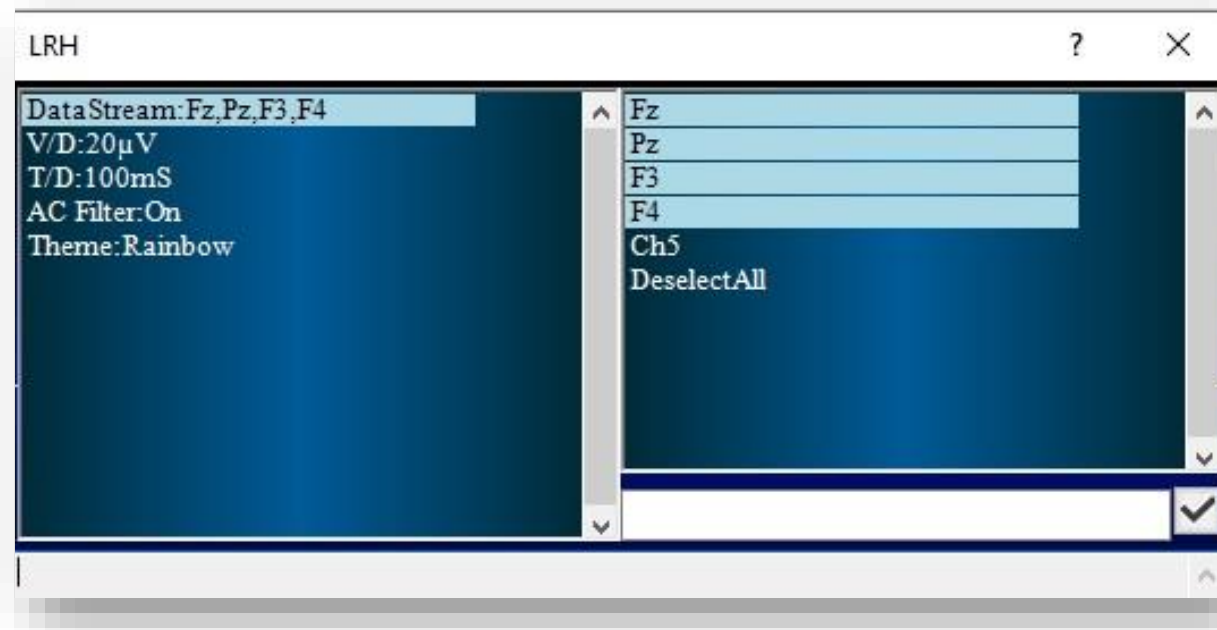 LRH ?
DataStream:Fz,Pz,F3,F4
V/D:20µV
T/D:100mS
AC Filter:On
Theme:Rainbow
Fz
Pz
F3
F4
Ch5
DeselectAll